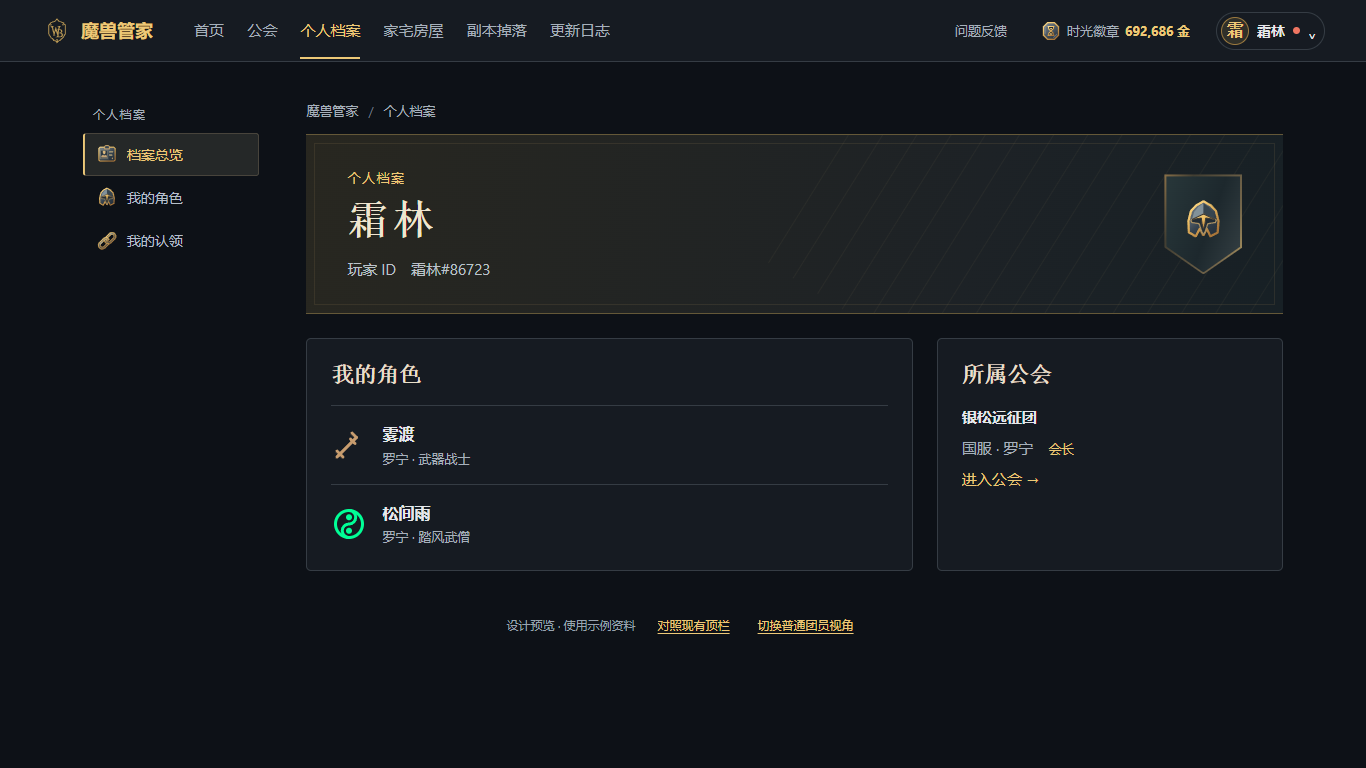 魔兽管家 首页 公会 个人档案 家宅房屋 副本掉落 更新日志 问题反馈 时光徽章 692,686 金 霜 霜林
个人档案
档案总览
我的角色
我的认领
魔兽管家 / 个人档案
个人档案
霜林
玩家 ID 霜林#86723
我的角色
雾渡
罗宁 · 武器战士
松间雨
罗宁 · 踏风武僧
所属公会
银松远征团
国服 · 罗宁 会长
进入公会 →
设计预览 · 使用示例资料 对照现有顶栏 切换普通团员视角